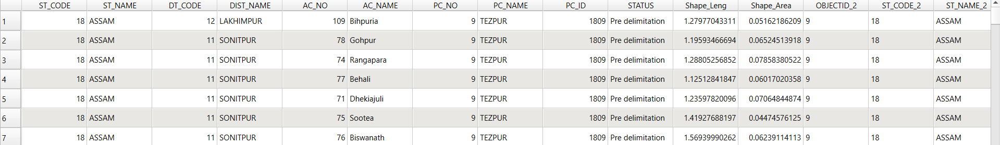 ST_CODE ST_NAME DT_CODE DIST_NAME AC_NO AC_NAME PC_NO PC_NAME PC_ID STATUS Shape_Leng Shape_Area OBJECTID_2 ST_CODE_2 ST_NAME_2
1 18 ASSAM 12 LAKHIMPUR 109 Bihpuria 9 TEZPUR 1809 Pre delimitation 1.27977043311 0.05162186209 9 18 ASSAM
2 18 ASSAM 11 SONITPUR 78 Gohpur 9 TEZPUR 1809 Pre delimitation 1.19593466694 0.06524513918 9 18 ASSAM
3 18 ASSAM 11 SONITPUR 74 Rangapara 9 TEZPUR 1809 Pre delimitation 1.28805256852 0.07858380522 9 18 ASSAM
4 18 ASSAM 11 SONITPUR 77 Behali 9 TEZPUR 1809 Pre delimitation 1.12512841847 0.06017020358 9 18 ASSAM
5 18 ASSAM 11 SONITPUR 71 Dhekiajuli 9 TEZPUR 1809 Pre delimitation 1.23597820096 0.07064844874 9 18 ASSAM
6 18 ASSAM 11 SONITPUR 75 Sootea 9 TEZPUR 1809 Pre delimitation 1.41927688197 0.04474576125 9 18 ASSAM
7 18 ASSAM 11 SONITPUR 76 Biswanath 9 TEZPUR 1809 Pre delimitation 1.56939990262 0.06239114113 9 18 ASSAM